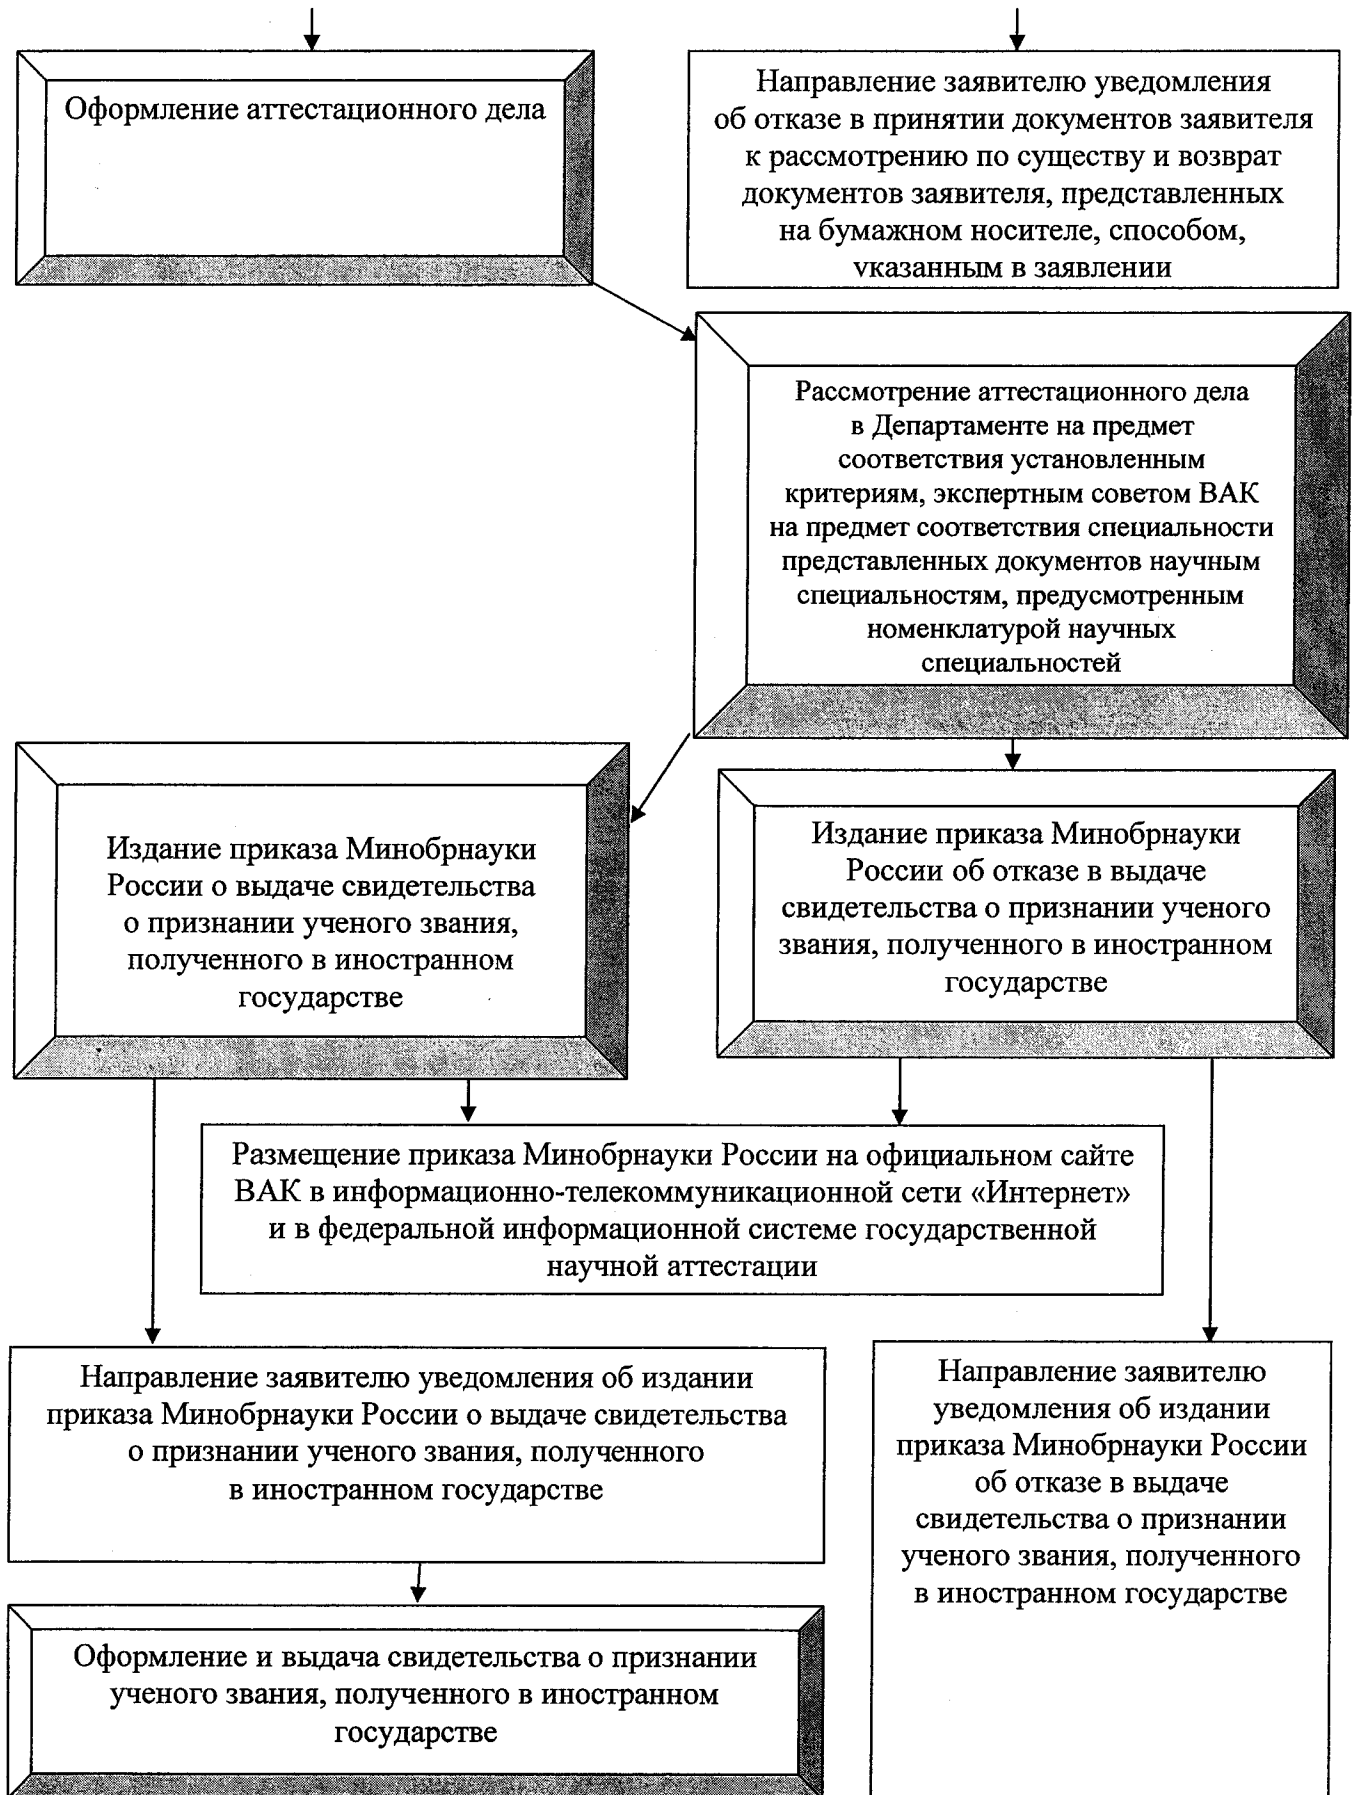 Оформление аттестационного дела
Направление заявителю уведомления
об отказе в принятии документов заявителя
к рассмотрению по существу и возврат
документов заявителя, представленных
на бумажном носителе, способом,
указанным в заявлении
Рассмотрение аттестационного дела
в Департаменте на предмет
соответствия установленным
критериям, экспертным советом ВАК
на предмет соответствия специальности
представленных документов научным
специальностям, предусмотренным
номенклатурой научных
специальностей
Издание приказа Минобрнауки
России о выдаче свидетельства
о признании ученого звания,
полученного в иностранном
государстве
Издание приказа Минобрнауки
России об отказе в выдаче
свидетельства о признании ученого
звания, полученного в иностранном
государстве
Размещение приказа Минобрнауки России на официальном сайте
ВАК в информационно-телекоммуникационной сети «Интернет»
и в федеральной информационной системе государственной
научной аттестации
Направление заявителю уведомления об издании
приказа Минобрнауки России о выдаче свидетельства
о признании ученого звания, полученного
в иностранном государстве
Направление заявителю
уведомления об издании
приказа Минобрнауки России
об отказе в выдаче
свидетельства о признании
ученого звания, полученного
в иностранном государстве
Оформление и выдача свидетельства о признании
ученого звания, полученного в иностранном
государстве